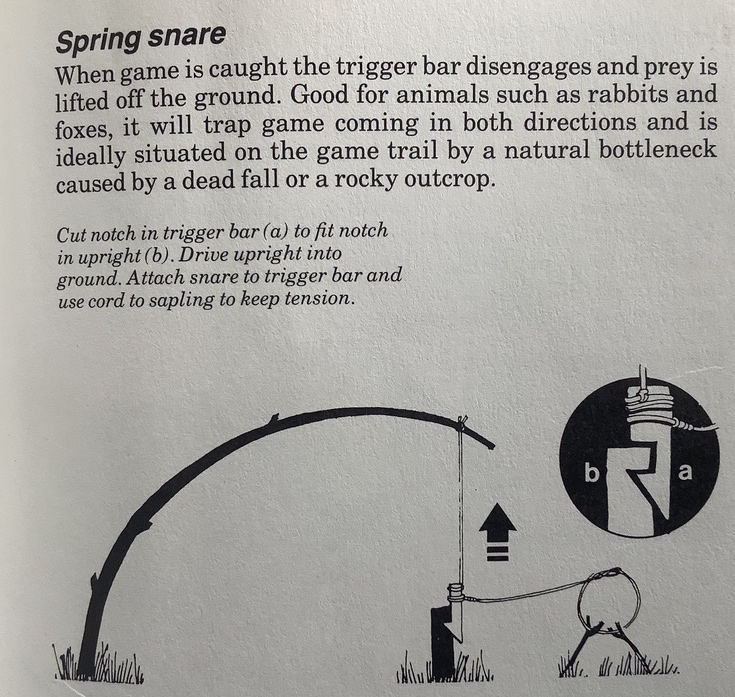 Spring snare
When game is caught the trigger bar disengages and prey is
lifted off the ground. Good for animals such as rabbits and
foxes, it will trap game coming in both directions and is
ideally situated on the game trail by a natural bottleneck
caused by a dead fall or a rocky outcrop.
Cut notch in trigger bar (a) to fit notch
in upright (b). Drive upright into
ground. Attach snare to trigger bar and
use cord to sapling to keep tension.
b a